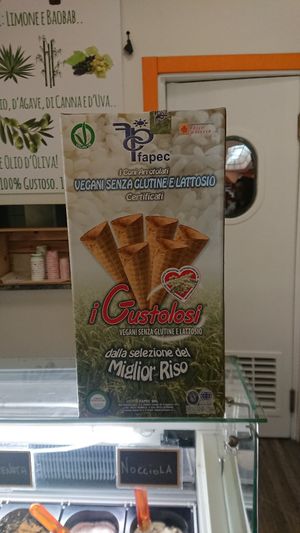 : LIMONE E BAOBAB..
O, D'AGAVE, DI CANNA ED'UVA..
E OLIO D'OLIVA!
100% GUSTOSO.
fapec
i Coni Arrotolati
VEGANI SENZA GLUTINE E LATTOSIO
Certificati
i Gustolosi
VEGANI SENZA GLUTINE E LATTOSIO
dalla selezione del
Miglior Riso
NOCCIOLA